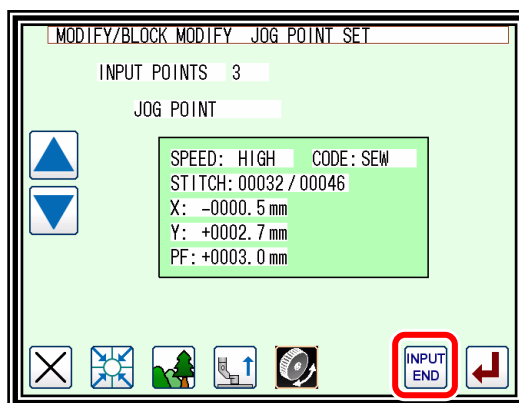 MODIFY/BLOCK MODIFY JOG POINT SET
INPUT POINTS 3
JOG POINT
SPEED: HIGH CODE: SEW
STITCH: 00032 / 00046
X: -0000.5 mm
Y: +0002.7 mm
PF: +0003.0 mm
INPUT
END